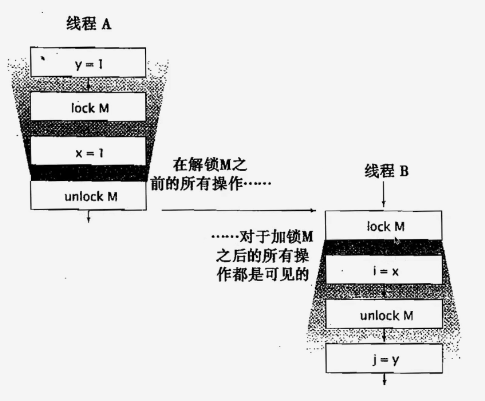 线程 A
y = 1
lock M
x = 1
unlock M
在解锁M之
前的所有操作……
线程 B
lock M
……对于加锁M
之后的所有操
作都是可见的
i = x
unlock M
j = y